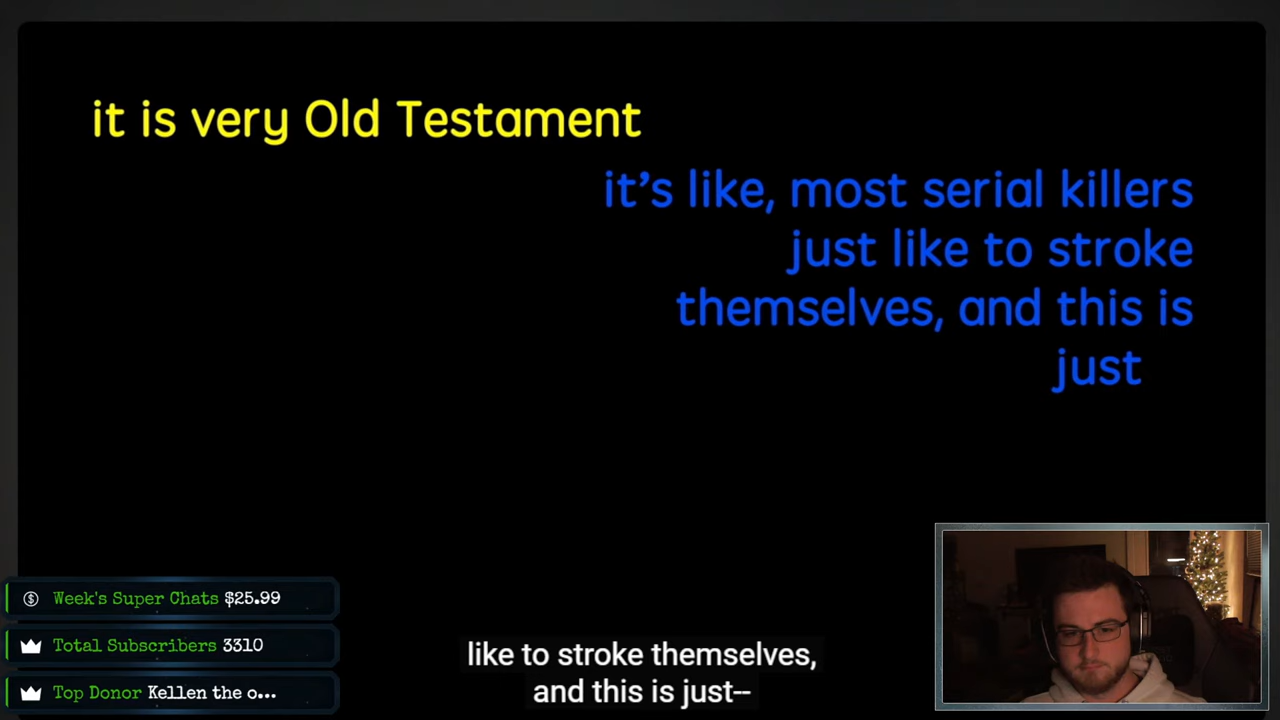 it is very Old Testament
it’s like, most serial killers
just like to stroke
themselves, and this is
just
Week's Super Chats $25.99
Total Subscribers 3310
Top Donor Kellen the o...
like to stroke themselves,
and this is just--